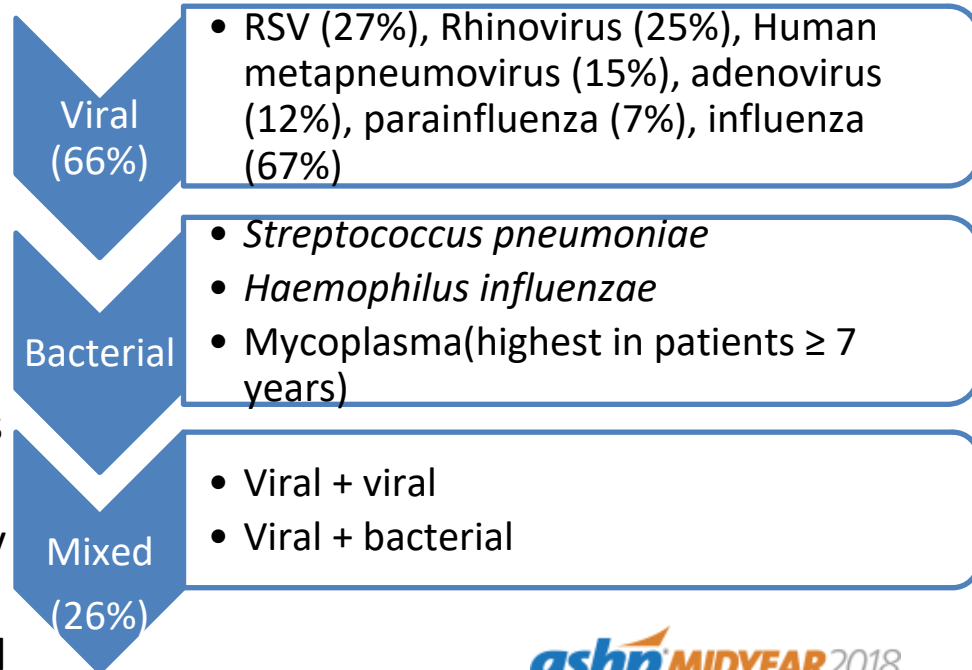 Viral
(66%)
• RSV (27%), Rhinovirus (25%), Human
metapneumovirus (15%), adenovirus
(12%), parainfluenza (7%), influenza
(67%)
Bacterial
• Streptococcus pneumoniae
• Haemophilus influenzae
• Mycoplasma(highest in patients ≥ 7
years)
Mixed
(26%)
• Viral + viral
• Viral + bacterial
ashp MIDYEAR 2018